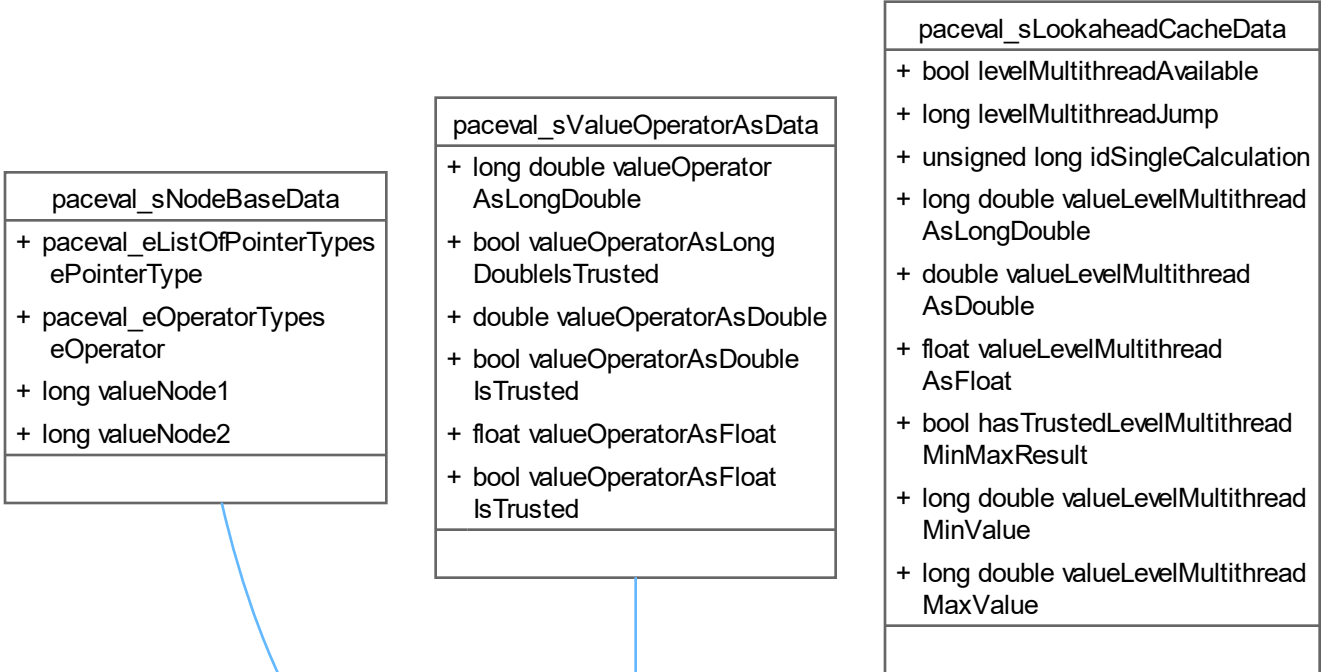 paceval_sNodeBaseData
+ paceval_eListOfPointerTypes
ePointerType
+ paceval_eOperatorTypes
eOperator
+ long valueNode1
+ long valueNode2
paceval_sValueOperatorAsData
+ long double valueOperator
AsLongDouble
+ bool valueOperatorAsLong
DoubleIsTrusted
+ double valueOperatorAsDouble
+ bool valueOperatorAsDouble
IsTrusted
+ float valueOperatorAsFloat
+ bool valueOperatorAsFloat
IsTrusted
paceval_sLookaheadCacheData
+ bool levelMultithreadAvailable
+ long levelMultithreadJump
+ unsigned long idSingleCalculation
+ long double valueLevelMultithread
AsLongDouble
+ double valueLevelMultithread
AsDouble
+ float valueLevelMultithread
AsFloat
+ bool hasTrustedLevelMultithread
MinMaxResult
+ long double valueLevelMultithread
MinValue
+ long double valueLevelMultithread
MaxValue